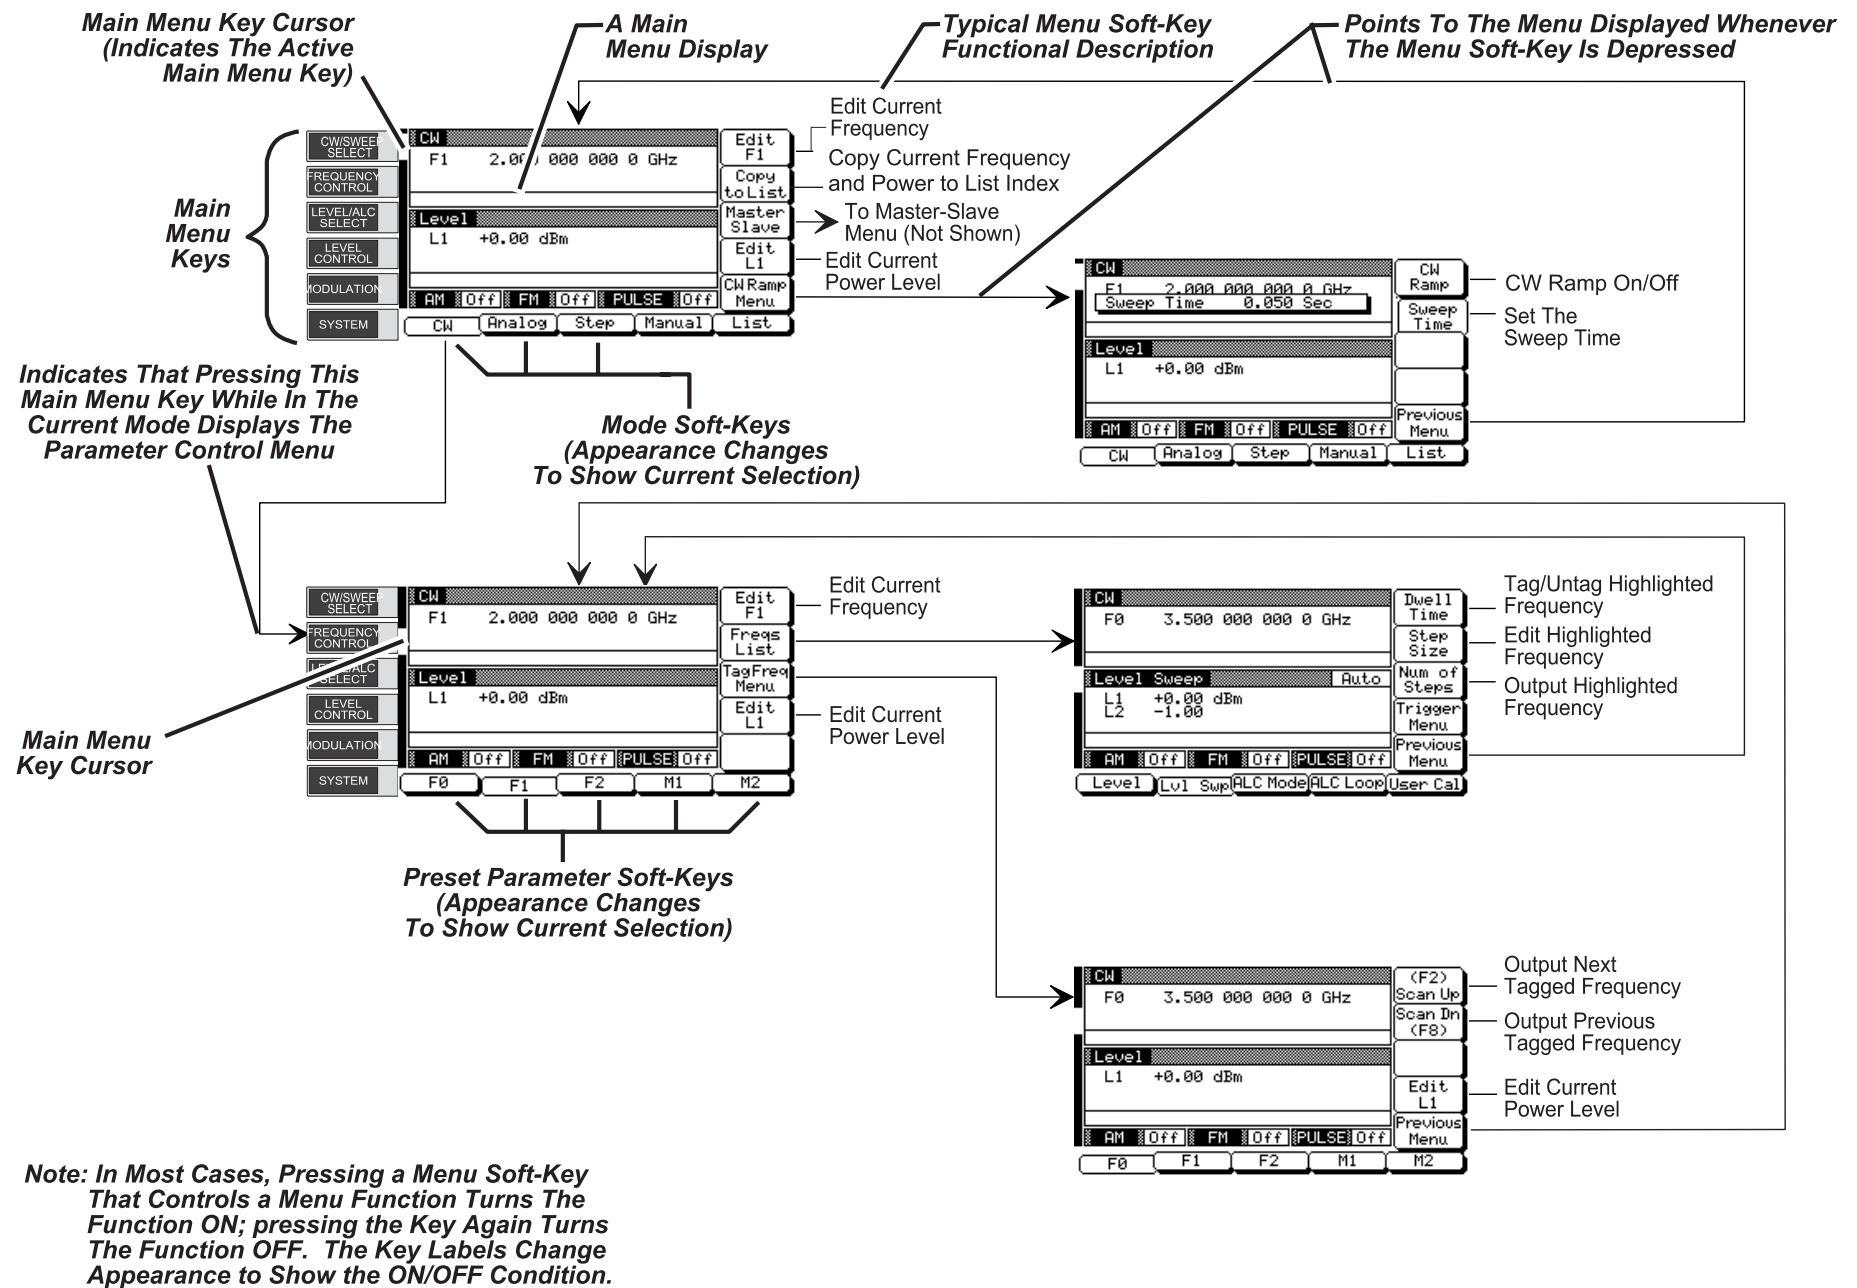 Main Menu Key Cursor
(Indicates The Active
Main Menu Key)
A Main
Menu Display
Typical Menu Soft-Key
Functional Description
Points To The Menu Displayed Whenever
The Menu Soft-Key Is Depressed
Main
Menu
Keys
CW/SWEEP
SELECT
FREQUENCY
CONTROL
LEVEL/ALC
SELECT
LEVEL
CONTROL
MODULATION
SYSTEM
CW
F1 2.000 000 000 0 GHz
Level
L1 +0.00 dBm
AM Off FM Off PULSE Off
CW Analog Step Manual List
Edit
F1
Copy
to List
Master
Slave
Edit
L1
CW Ramp
Menu
Edit Current
Frequency
Copy Current Frequency
and Power to List Index
To Master-Slave
Menu (Not Shown)
Edit Current
Power Level
CW
F1 2.000 000 000 0 GHz
Sweep Time 0.050 Sec
Level
L1 +0.00 dBm
AM Off FM Off PULSE Off
CW Analog Step Manual List
CW
Ramp
Sweep
Time
Previous
Menu
CW Ramp On/Off
Set The
Sweep Time
Indicates That Pressing This
Main Menu Key While In The
Current Mode Displays The
Parameter Control Menu
Mode Soft-Keys
(Appearance Changes
To Show Current Selection)
CW/SWEEP
SELECT
FREQUENCY
CONTROL
LEVEL/ALC
SELECT
LEVEL
CONTROL
MODULATION
SYSTEM
Main Menu
Key Cursor
CW
F1 2.000 000 000 0 GHz
Level
L1 +0.00 dBm
AM Off FM Off PULSE Off
F0 F1 F2 M1 M2
Edit
F1
Freqs
List
TagFreq
Menu
Edit
L1
Edit Current
Frequency
Edit Current
Power Level
Preset Parameter Soft-Keys
(Appearance Changes
To Show Current Selection)
CW
F0 3.500 000 000 0 GHz
Level Sweep Auto
L1 +0.00 dBm
L2 -1.00
AM Off FM Off PULSE Off
Level Lvl Swp ALC Mode ALC Loop User Cal
Dwell
Time
Step
Size
Num of
Steps
Trigger
Menu
Previous
Menu
Tag/Untag Highlighted
Frequency
Edit Highlighted
Frequency
Output Highlighted
Frequency
CW
F0 3.500 000 000 0 GHz
Level
L1 +0.00 dBm
AM Off FM Off PULSE Off
F0 F1 F2 M1 M2
(F2)
Scan Up
Scan Dn
(F8)
Edit
L1
Previous
Menu
Output Next
Tagged Frequency
Output Previous
Tagged Frequency
Edit Current
Power Level
Note: In Most Cases, Pressing a Menu Soft-Key
That Controls a Menu Function Turns The
Function ON; pressing the Key Again Turns
The Function OFF. The Key Labels Change
Appearance to Show the ON/OFF Condition.